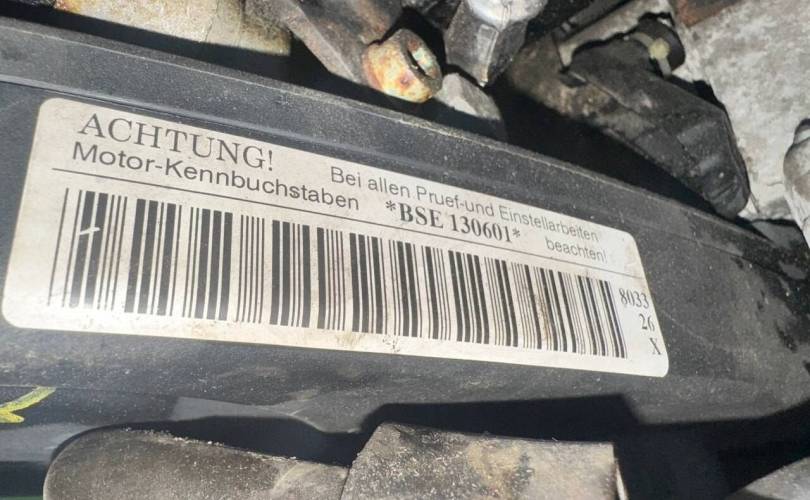 ACHTUNG! Bei allen Pruef-und Einstellarbeiten
Motor-Kennbuchstaben *BSE 130601* beachten!
8033
26
X